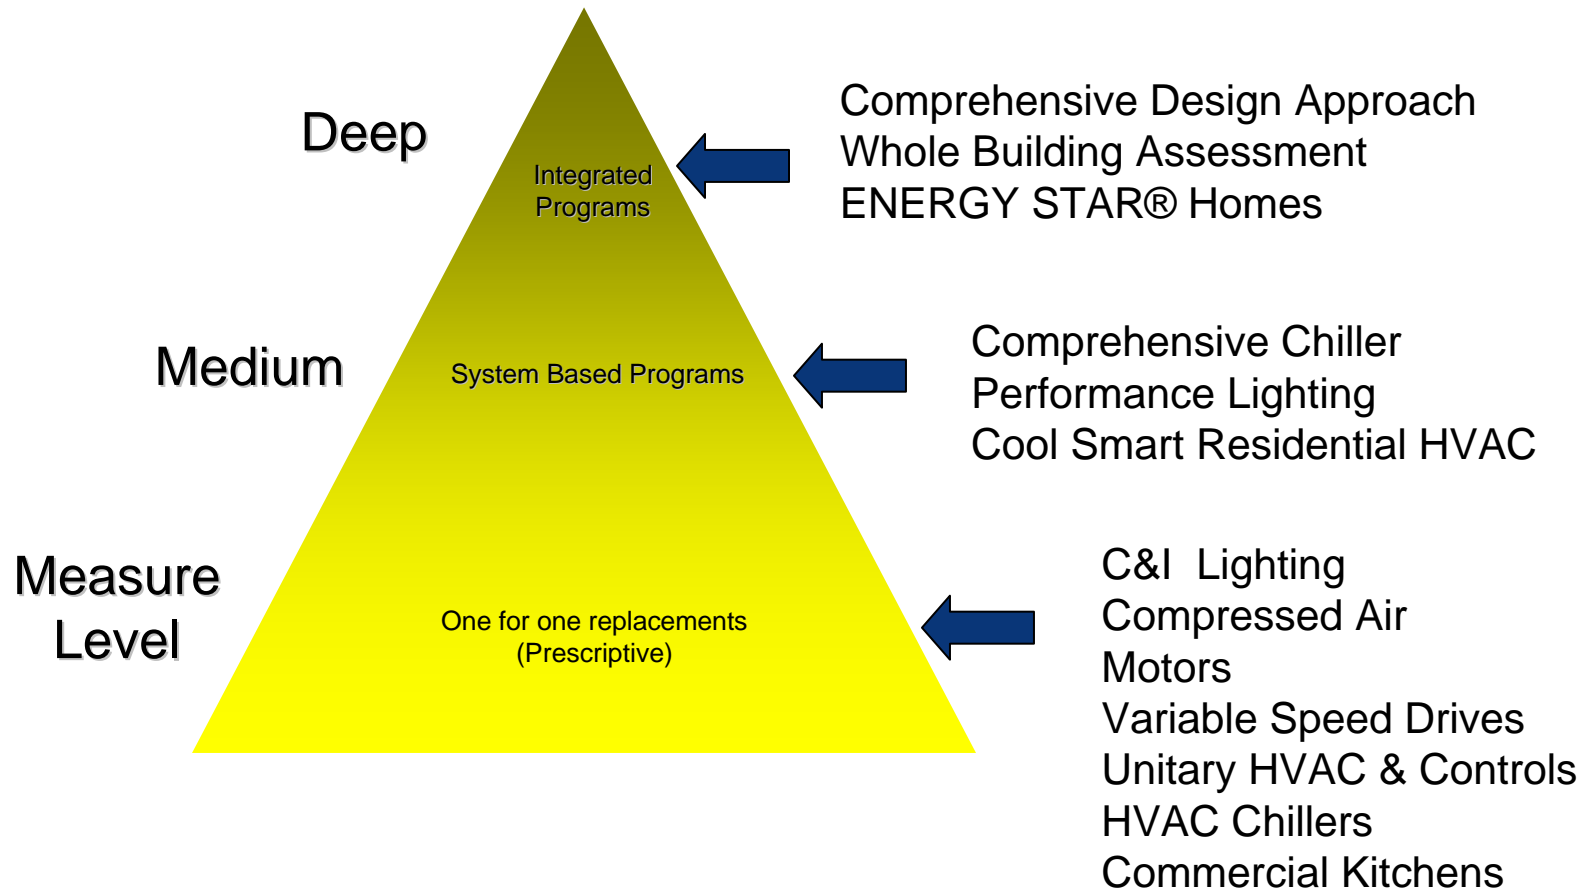 Deep
Integrated
Programs
Comprehensive Design Approach
Whole Building Assessment
ENERGY STAR® Homes
Medium
System Based Programs
Comprehensive Chiller
Performance Lighting
Cool Smart Residential HVAC
Measure
Level
One for one replacements
(Prescriptive)
C&I Lighting
Compressed Air
Motors
Variable Speed Drives
Unitary HVAC & Controls
HVAC Chillers
Commercial Kitchens